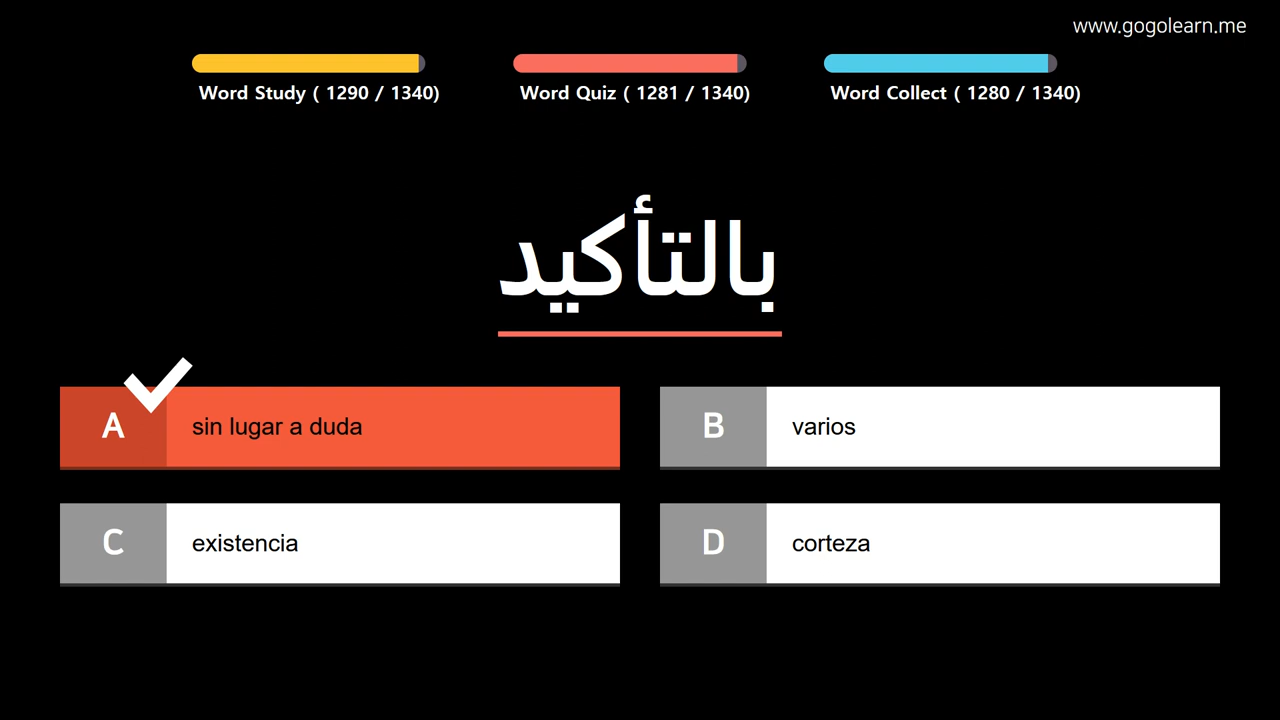 www.gogolearn.me
Word Study ( 1290 / 1340)
Word Quiz ( 1281 / 1340)
Word Collect ( 1280 / 1340)
بالتأكيد
A sin lugar a duda
B varios
C existencia
D corteza